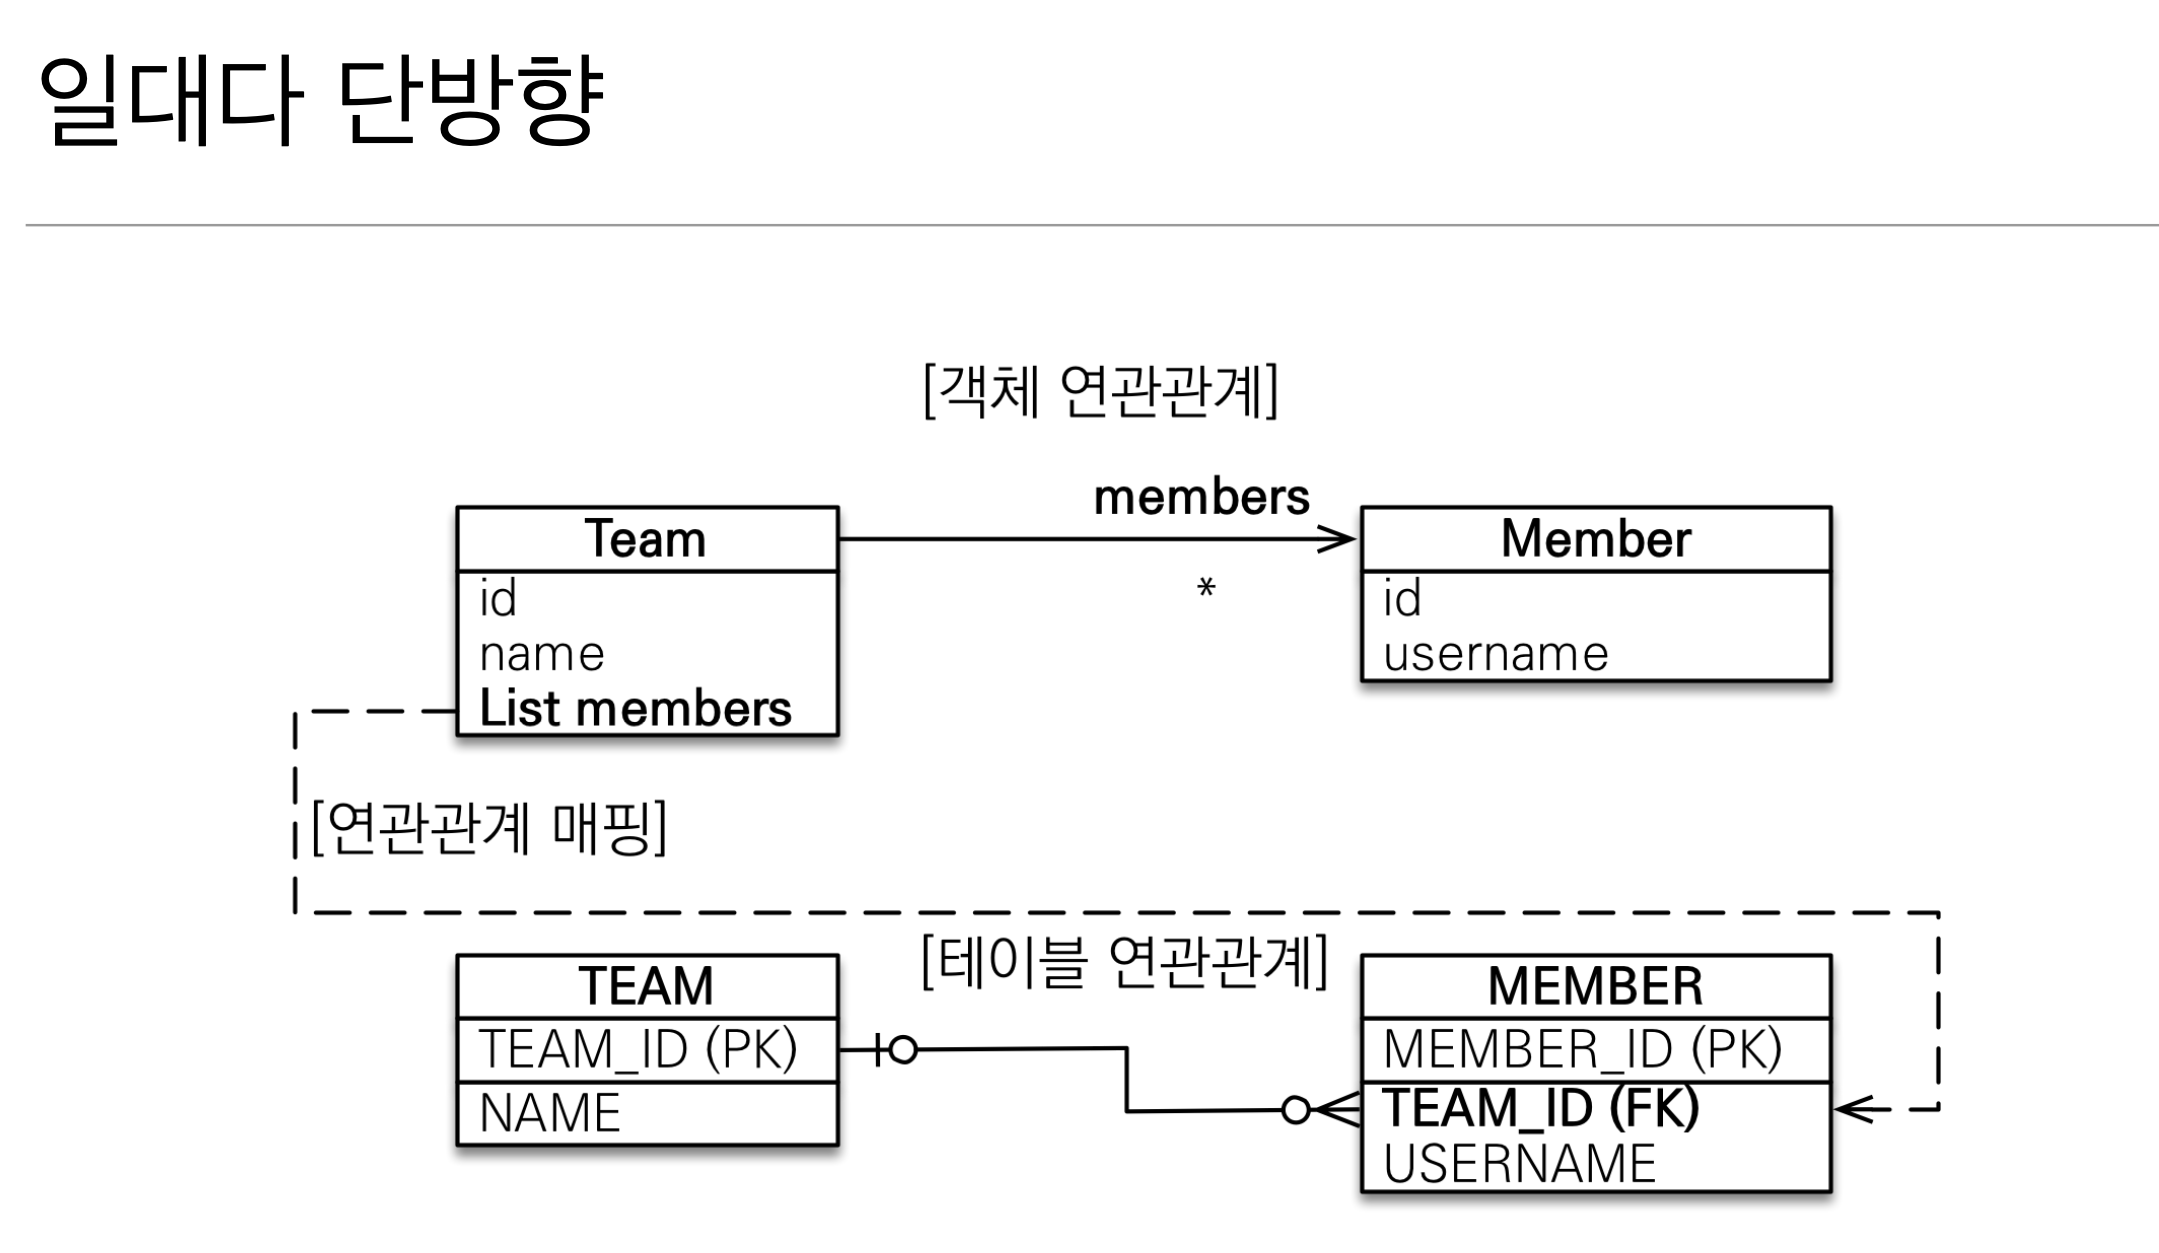 일대다 단방향
[객체 연관관계]
members
Team
Member
*
id
name
List members
id
username
[연관관계 매핑]
[테이블 연관관계]
TEAM
TEAM_ID (PK)
NAME
MEMBER
MEMBER_ID (PK)
TEAM_ID (FK)
USERNAME